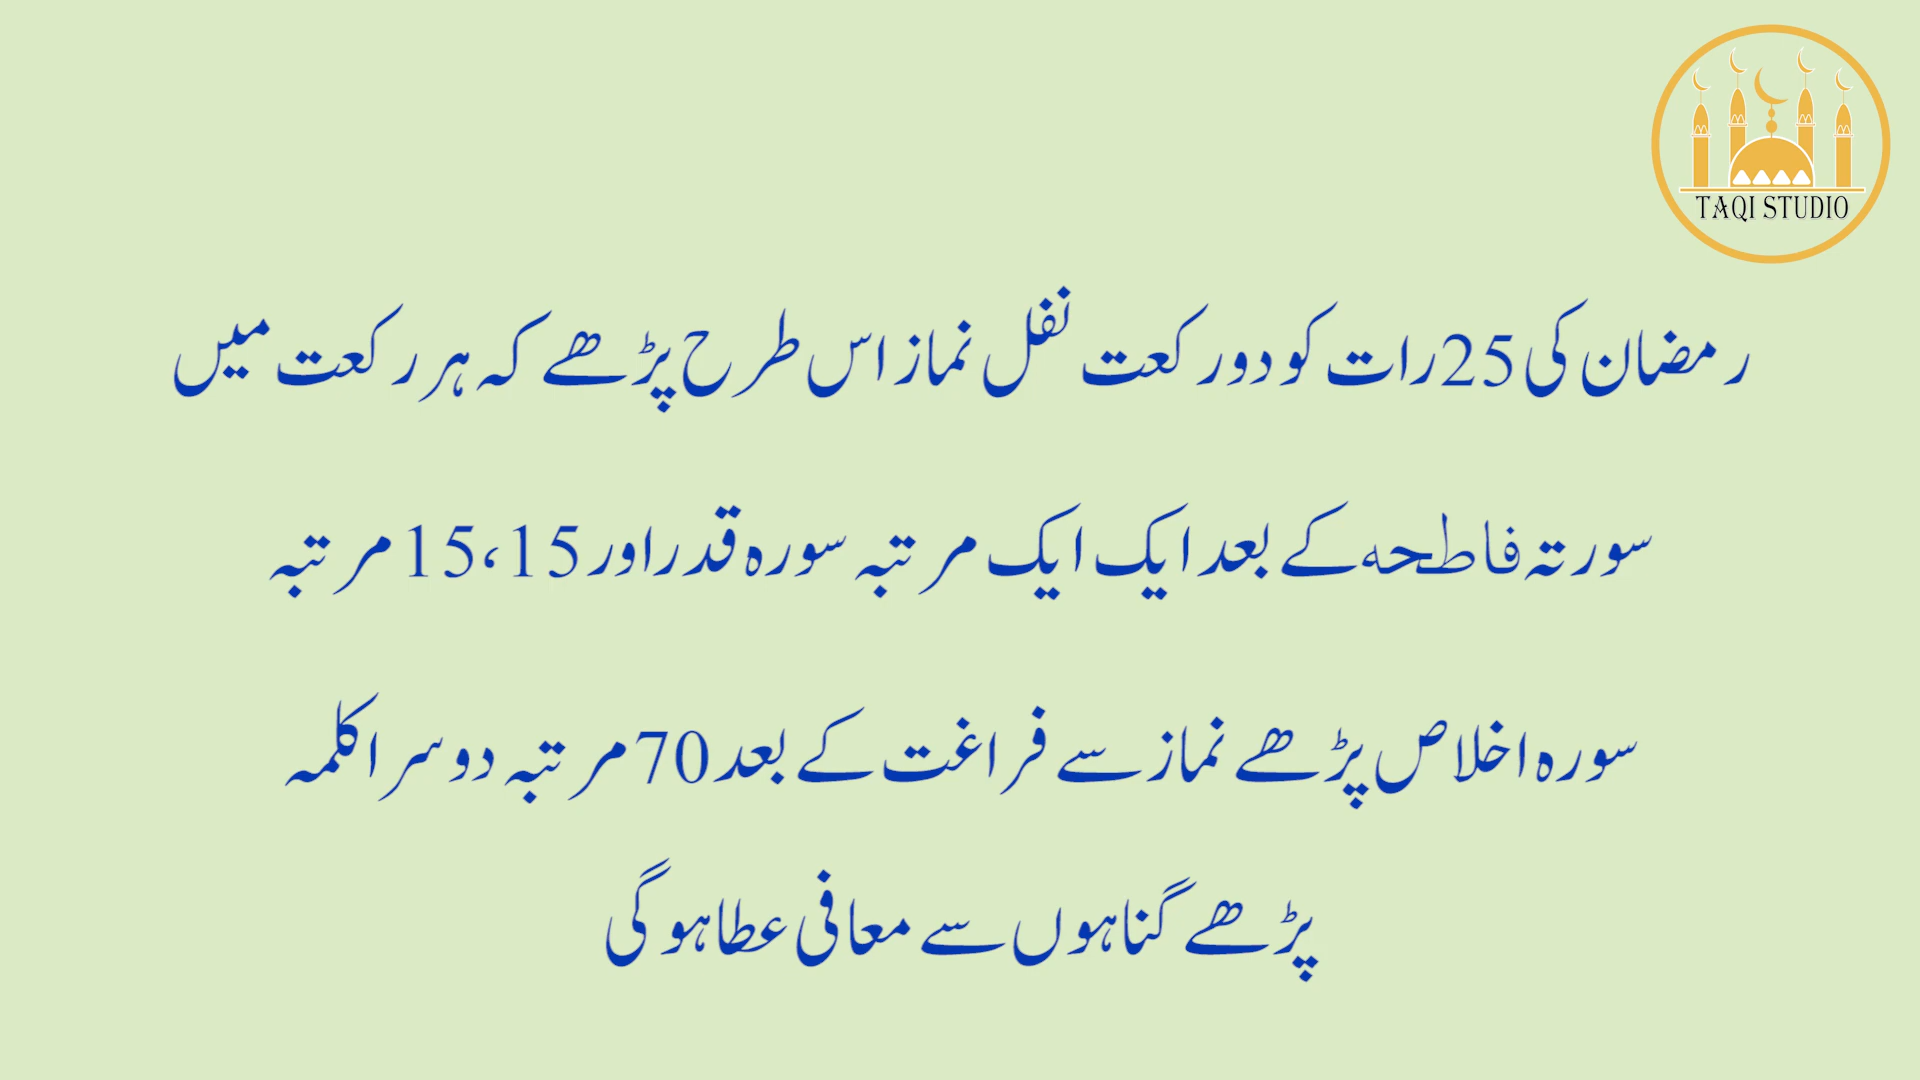 TAQI STUDIO
رمضان کی 25 رات کو دو رکعت نفل نماز اس طرح پڑھے کہ ہر رکعت میں
سورتہ فاطحہ کے بعد ایک ایک مرتبہ سورہ قدر اور 15،15 مرتبہ
سورہ اخلاص پڑھے نماز سے فراغت کے بعد 70 مرتبہ دوسرا کلمہ
پڑھے گناہوں سے معافی عطا ہو گی